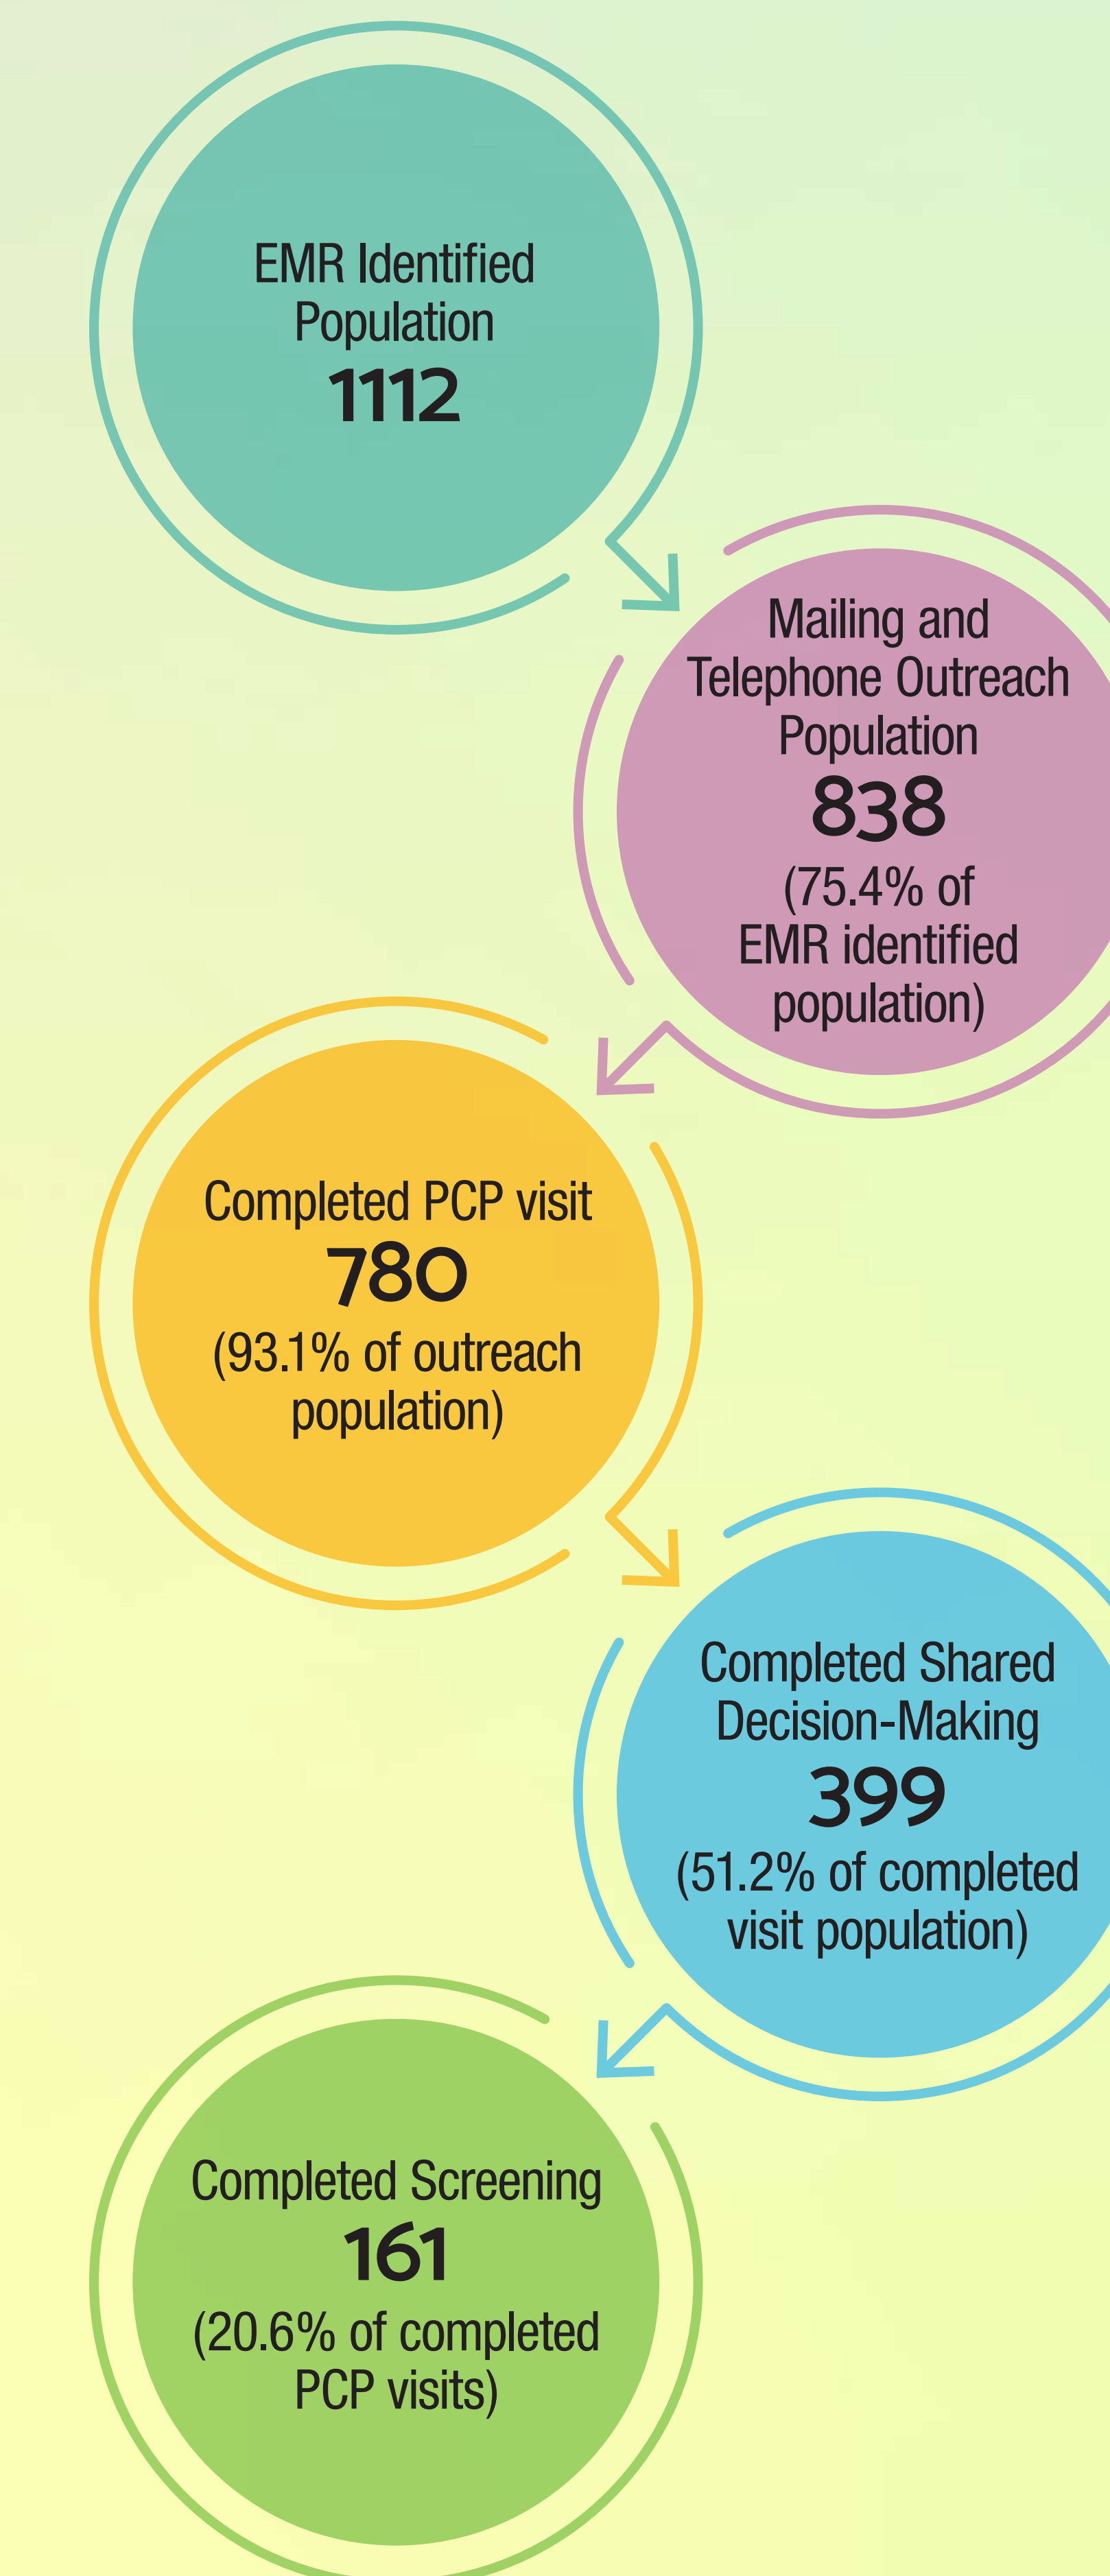 EMR Identified
Population
1112
Mailing and
Telephone Outreach
Population
838
(75.4% of
EMR identified
population)
Completed PCP visit
780
(93.1% of outreach
population)
Completed Shared
Decision-Making
399
(51.2% of completed
visit population)
Completed Screening
161
(20.6% of completed
PCP visits)